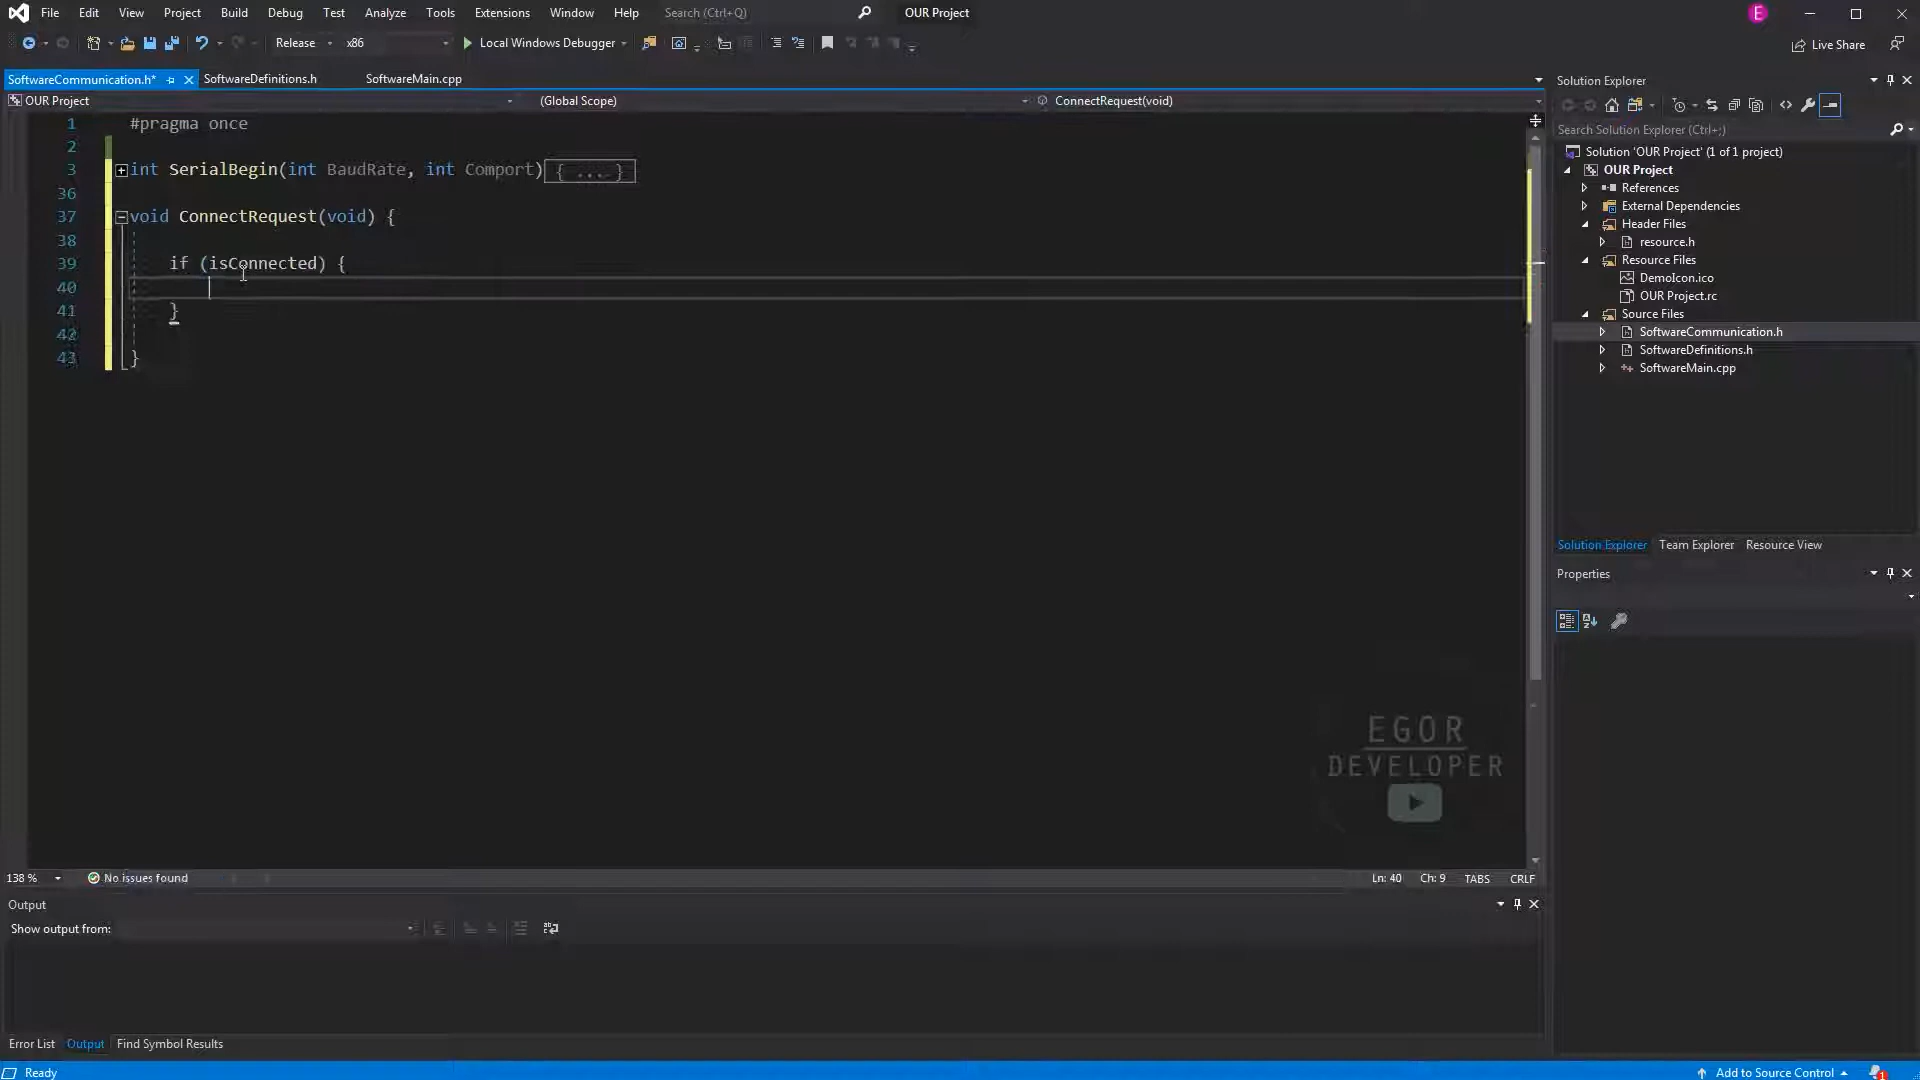 File Edit View Project Build Debug Test Analyze Tools Extensions Window Help Search (Ctrl+Q) OUR Project E
Release x86 Local Windows Debugger Live Share
SoftwareCommunication.h* SoftwareDefinitions.h SoftwareMain.cpp
OUR Project (Global Scope) ConnectRequest(void)
1 #pragma once
2
3 int SerialBegin(int BaudRate, int Comport) { ... }
36
37 void ConnectRequest(void) {
38
39 if (isConnected) {
40
41 }
42
43 }
Solution Explorer
Search Solution Explorer (Ctrl+;)
Solution 'OUR Project' (1 of 1 project)
OUR Project
References
External Dependencies
Header Files
resource.h
Resource Files
DemoIcon.ico
OUR Project.rc
Source Files
SoftwareCommunication.h
SoftwareDefinitions.h
SoftwareMain.cpp
Solution Explorer Team Explorer Resource View
Properties
EGOR
DEVELOPER
138 % No issues found Ln: 40 Ch: 9 TABS CRLF
Output
Show output from:
Error List Output Find Symbol Results
Ready Add to Source Control 1